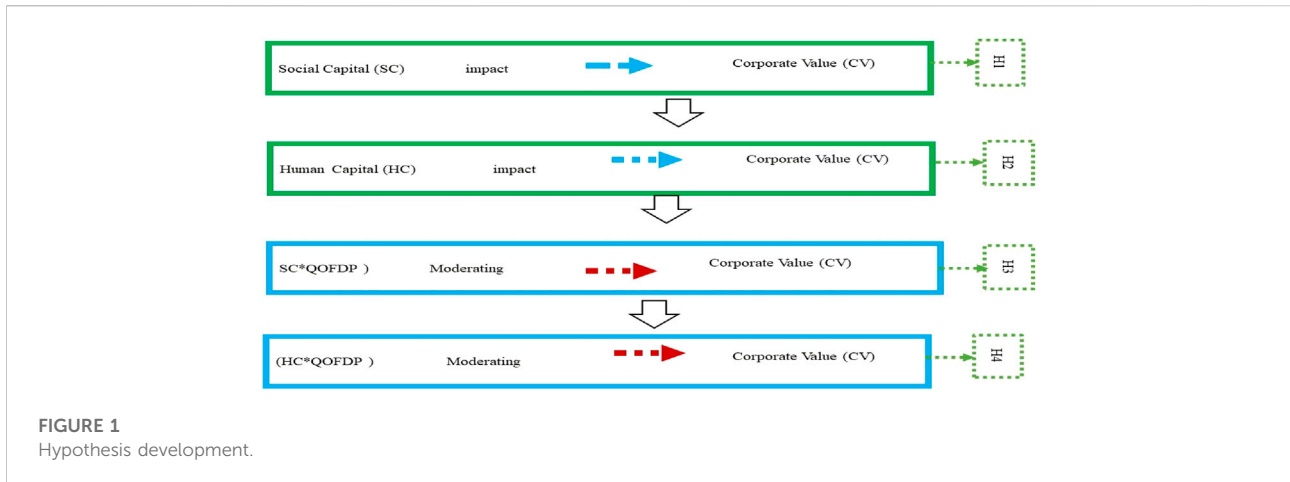 Social Capital (SC) impact Corporate Value (CV) H1
Human Capital (HC) impact Corporate Value (CV) H2
SC*QOFDP ) Moderating Corporate Value (CV) H3
(HC*QOFDP ) Moderating Corporate Value (CV) H4
FIGURE 1
Hypothesis development.